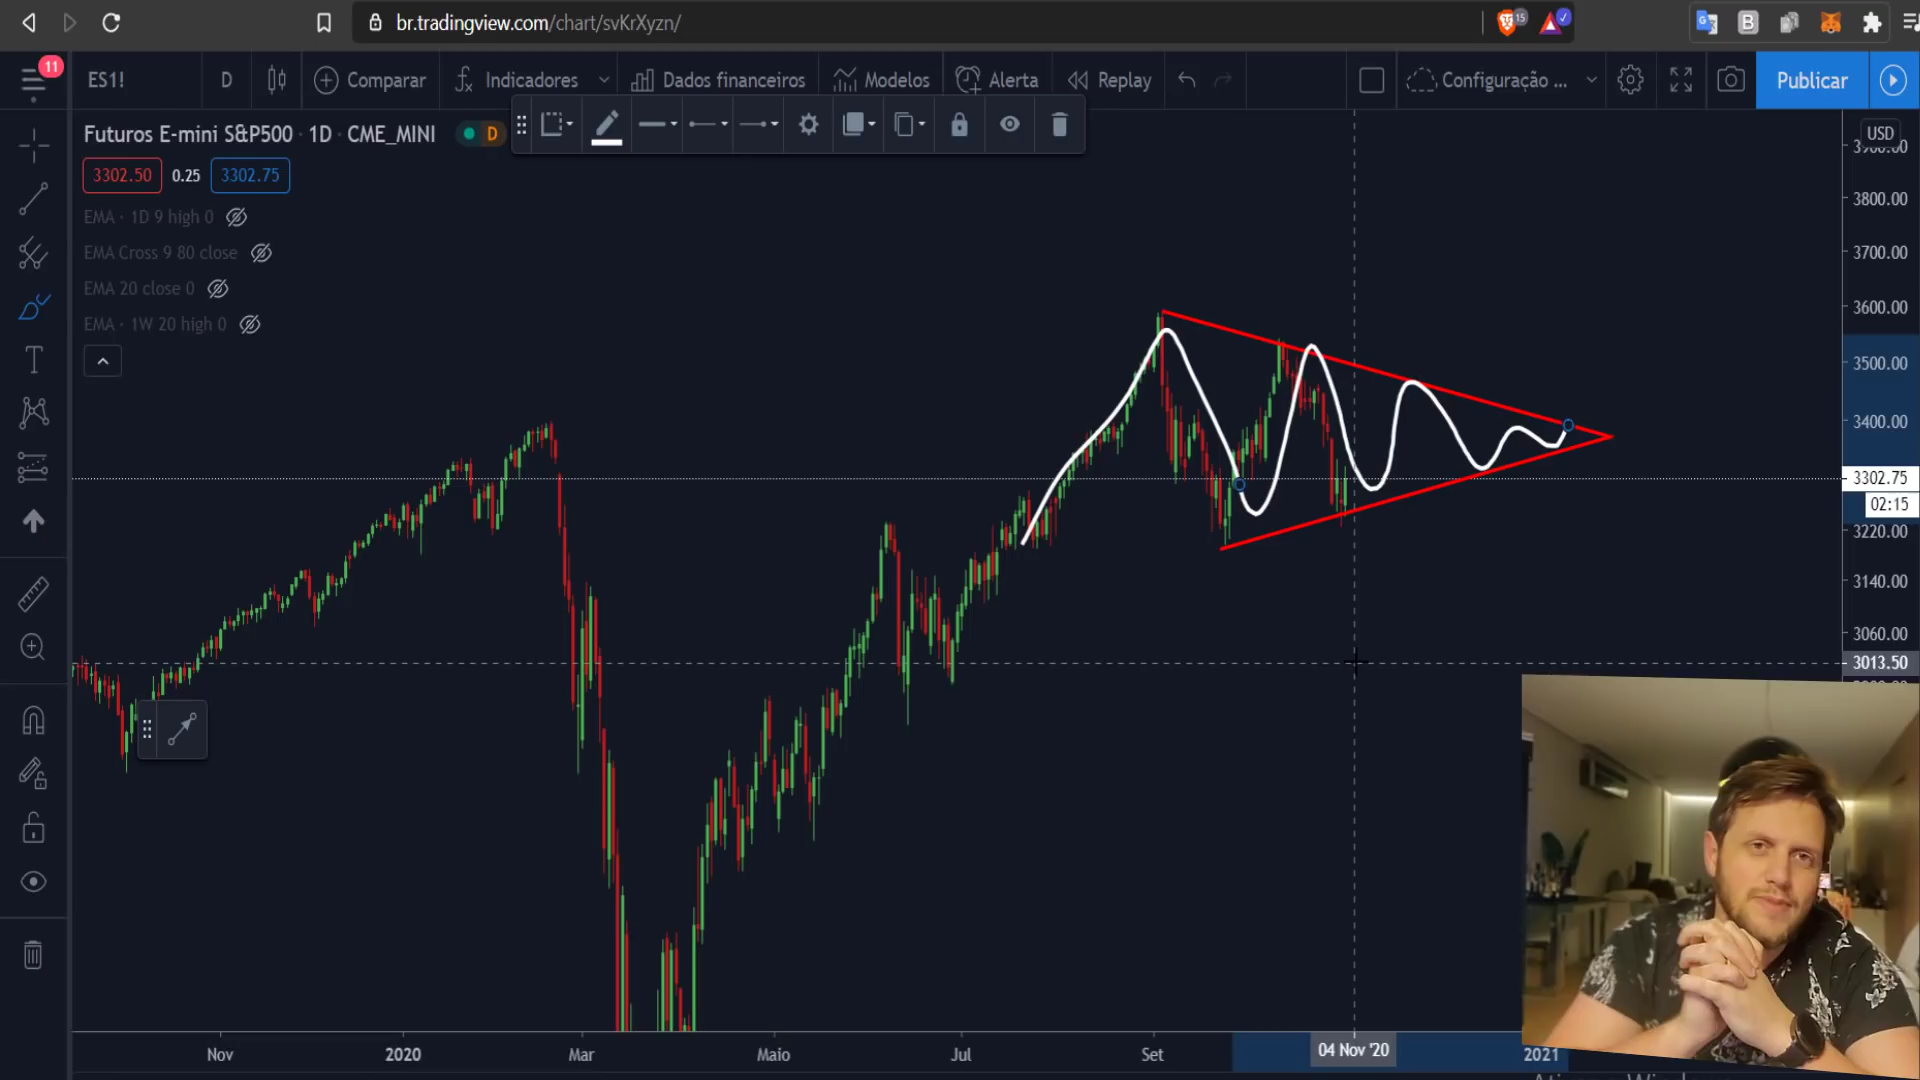 br.tradingview.com/chart/svKrXyzn/
15
11
ES1!
D
Comparar
Indicadores
Dados financeiros
Modelos
Alerta
Replay
Configuração ...
Publicar
Futuros E-mini S&P500 · 1D · CME_MINI
D
USD
3302.50
0.25
3302.75
EMA · 1D 9 high 0
EMA Cross 9 80 close
EMA 20 close 0
EMA · 1W 20 high 0
3900.00
3800.00
3700.00
3600.00
3500.00
3400.00
3302.75
02:15
3220.00
3140.00
3060.00
3013.50
Nov
2020
Mar
Maio
Jul
Set
04 Nov '20
2021